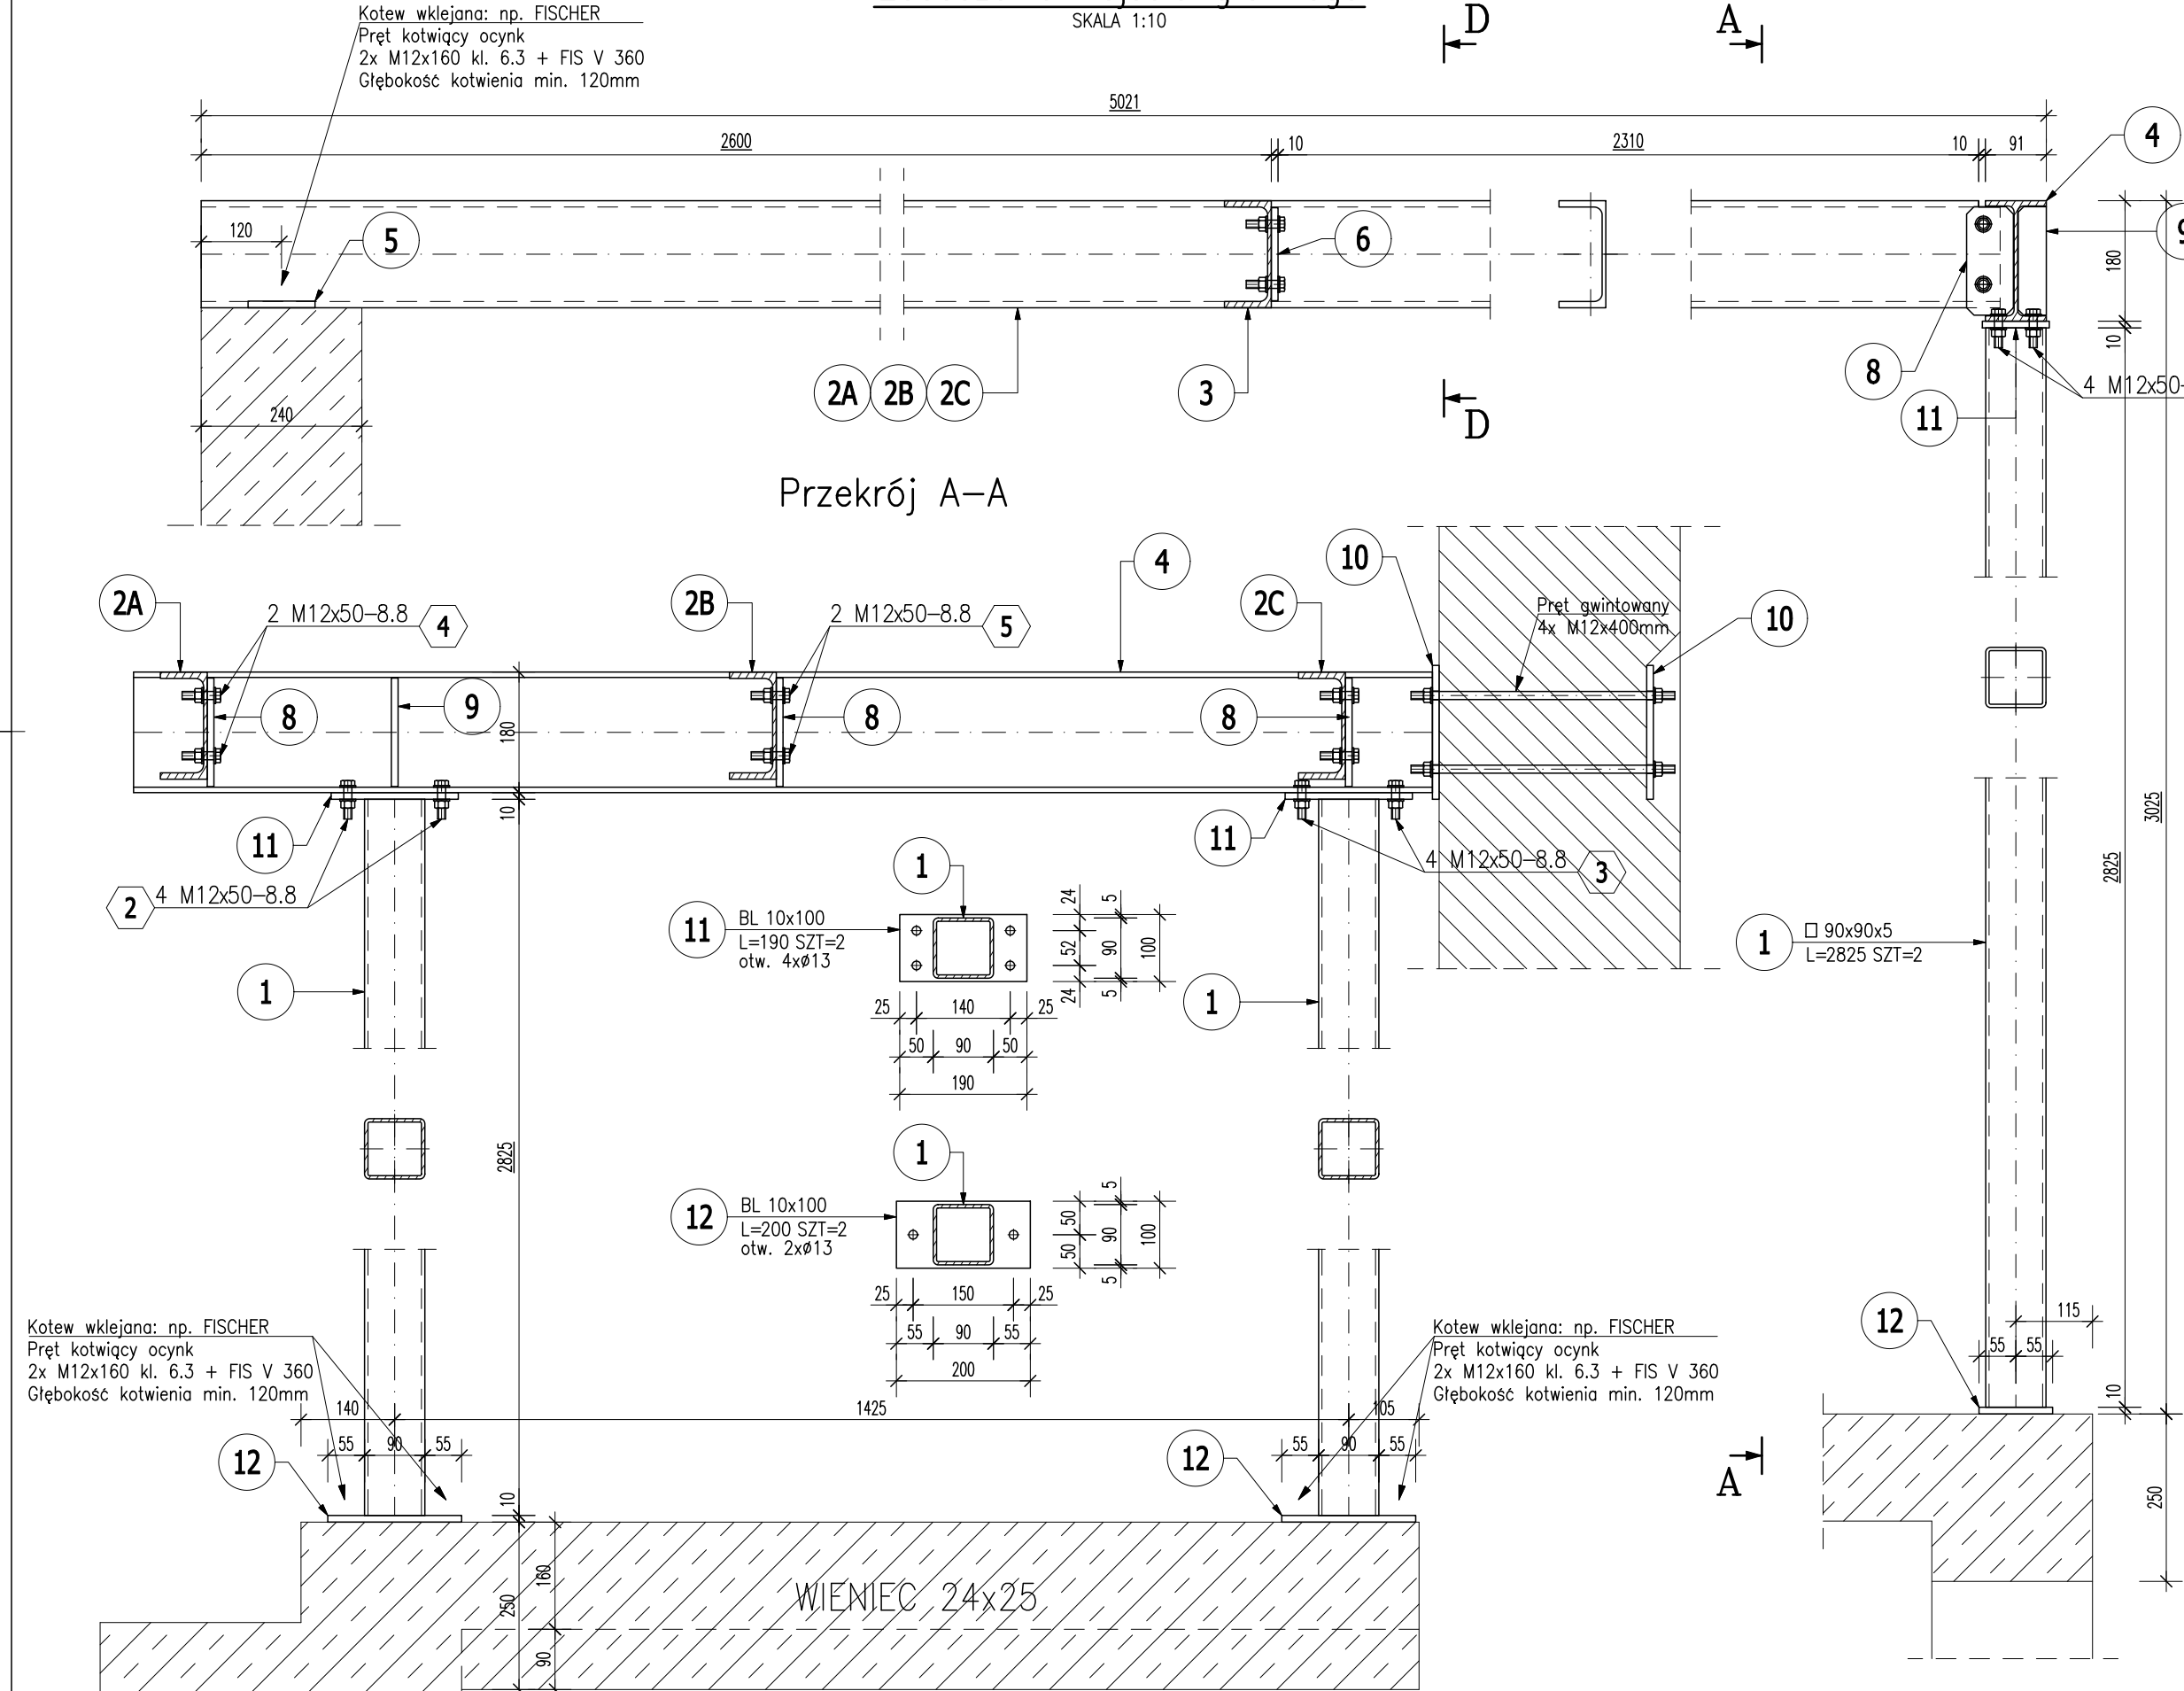 Kotew wklejana: np. FISCHER
Pręt kotwiący ocynk
2x M12x160 kl. 6.3 + FIS V 360
Głębokość kotwienia min. 120mm
SKALA 1:10
D
A
5021
2600
10
2310
10
91
4
120
5
6
180
10
8
11
4 M12x50-
240
2A
2B
2C
3
D
Przekrój A-A
2A
2 M12x50-8.8
4
2B
2 M12x50-8.8
5
4
2C
10
Pręt gwintowany
4x M12x400mm
10
8
9
180
8
8
10
11
2
4 M12x50-8.8
11
4 M12x50-8.8
3
3025
2825
1
11
BL 10x100
L=190 SZT=2
otw. 4xø13
24
52
24
5
90
5
100
25
140
25
50
90
50
190
1
1
1
□ 90x90x5
L=2825 SZT=2
2825
1
12
BL 10x100
L=200 SZT=2
otw. 2xø13
50
50
5
90
5
100
25
150
25
55
90
55
200
Kotew wklejana: np. FISCHER
Pręt kotwiący ocynk
2x M12x160 kl. 6.3 + FIS V 360
Głębokość kotwienia min. 120mm
Kotew wklejana: np. FISCHER
Pręt kotwiący ocynk
2x M12x160 kl. 6.3 + FIS V 360
Głębokość kotwienia min. 120mm
12
115
55
55
10
140
1425
105
55
90
55
55
90
55
12
12
A
10
250
160
250
90
WIENIEC 24x25